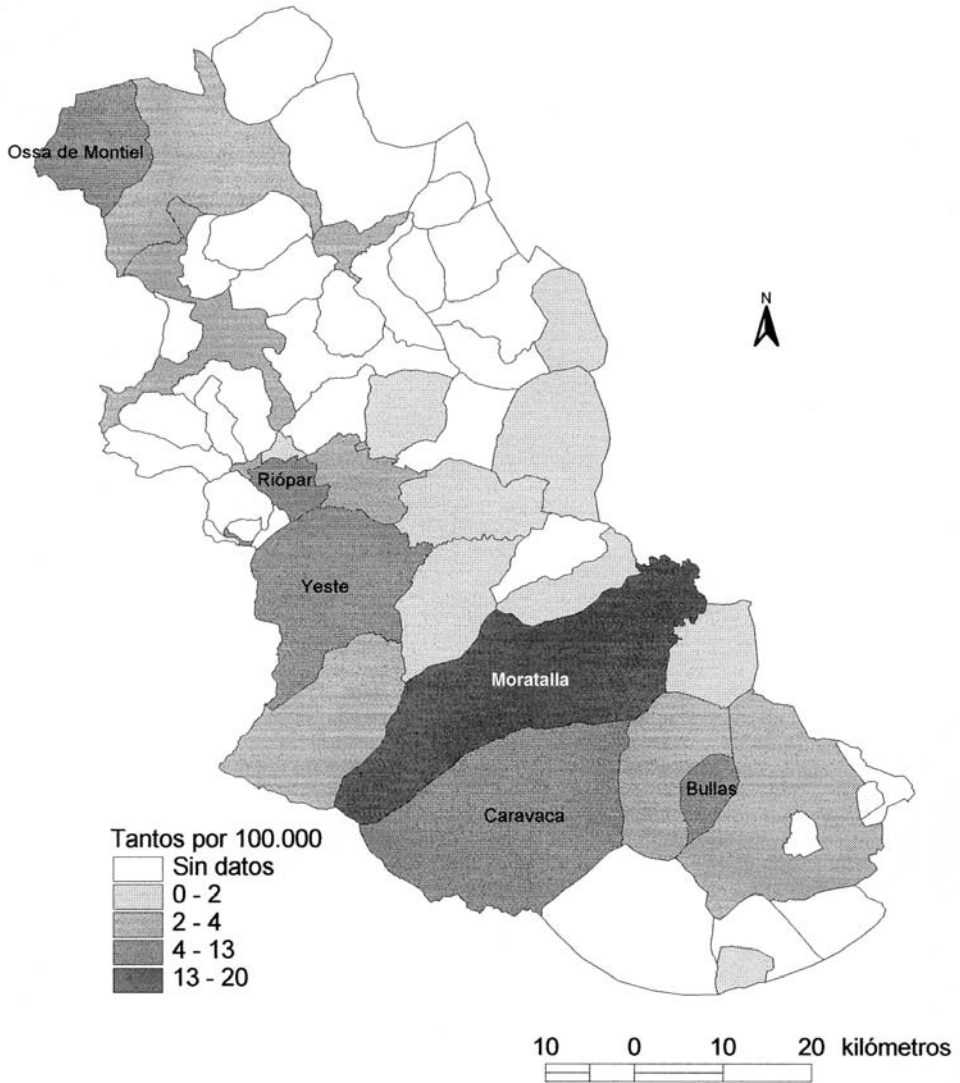 Ossa de Montiel
N
Riópar
Yeste
Moratalla
Bullas
Caravaca
Tantos por 100.000
Sin datos
0 - 2
2 - 4
4 - 13
13 - 20
10 0 10 20 kilómetros